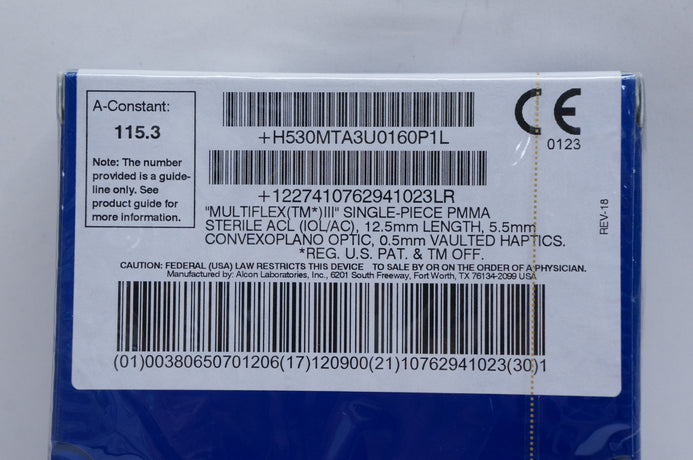 A-Constant:
115.3
Note: The number
provided is a guide-
line only. See
product guide for
more information.
+H530MTA3U0160P1L
+1227410762941023LR
"MULTIFLEX(TM*)III" SINGLE-PIECE PMMA
STERILE ACL (IOL/AC), 12.5mm LENGTH, 5.5mm
CONVEXOPLANO OPTIC, 0.5mm VAULTED HAPTICS.
*REG. U.S. PAT. & TM OFF.
CAUTION: FEDERAL (USA) LAW RESTRICTS THIS DEVICE TO SALE BY OR ON THE ORDER OF A PHYSICIAN.
Manufactured by: Alcon Laboratories, Inc., 6201 South Freeway, Fort Worth, TX 76134-2099 USA
(01)00380650701206(17)120900(21)10762941023(30)1
CE
0123
REV-18